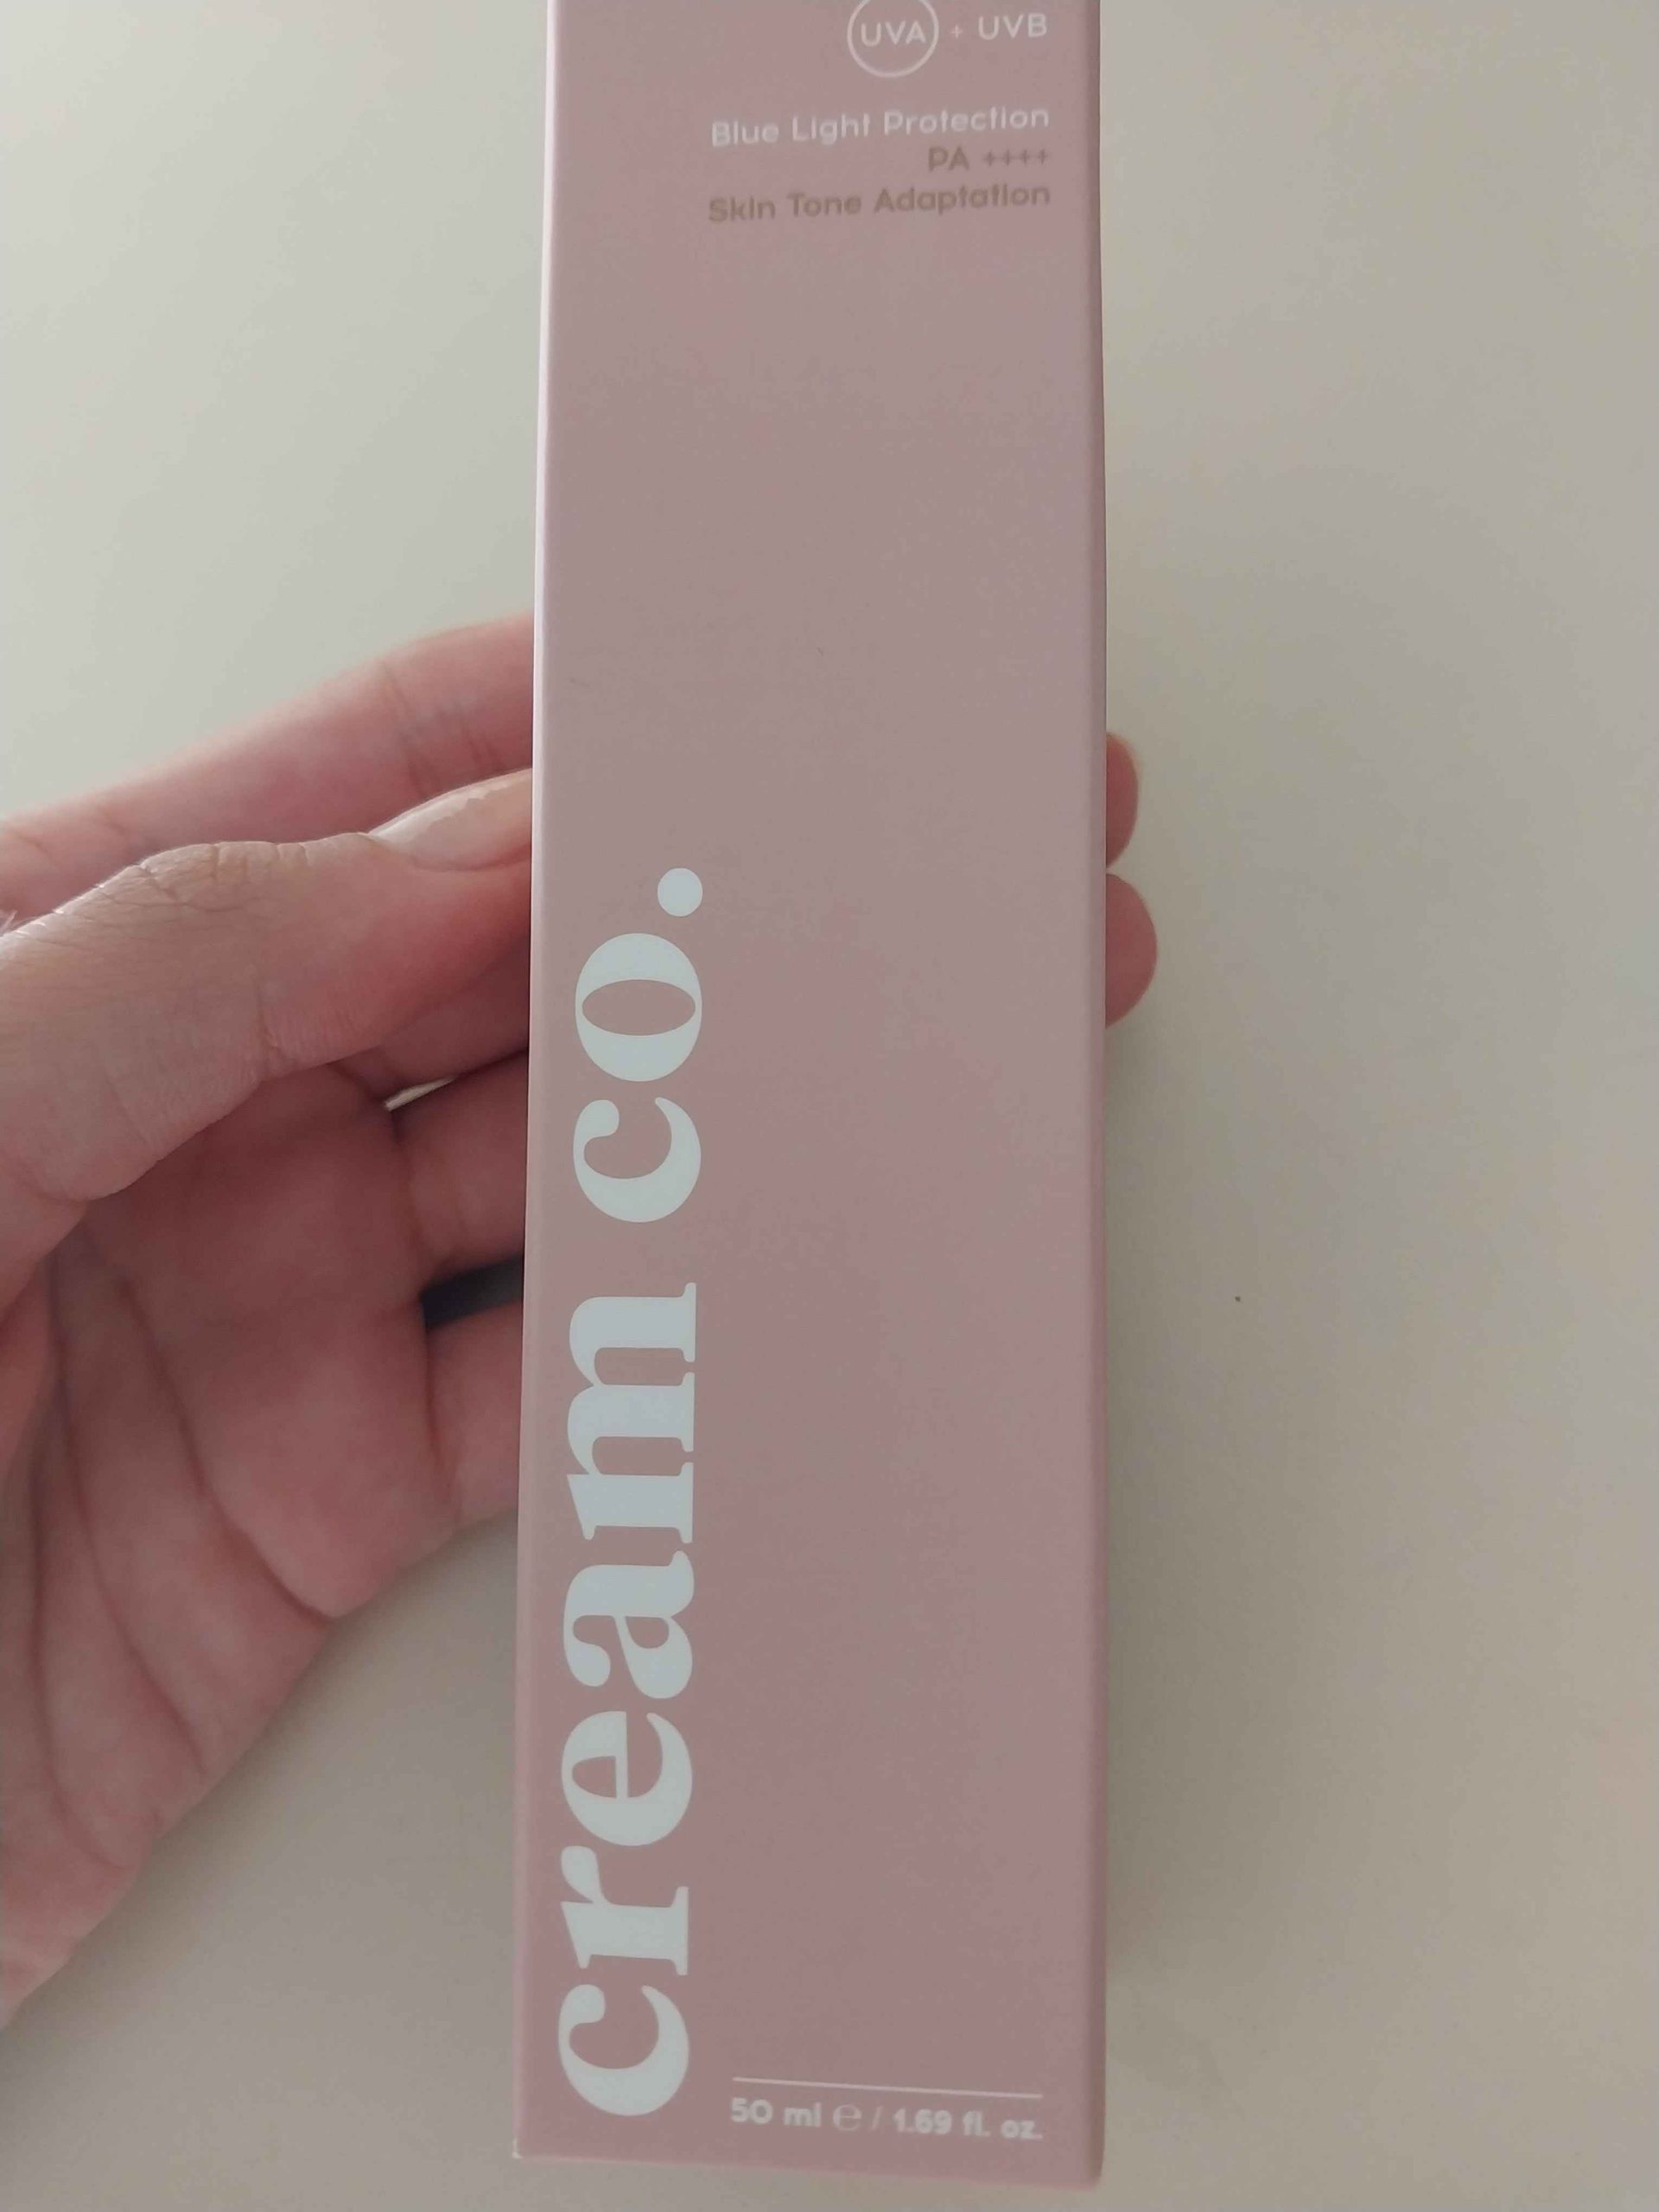 UVA + UVB
Blue Light Protection
PA ++++
Skin Tone Adaptation
cream co.
50 ml ℮ / 1.69 fl. oz.